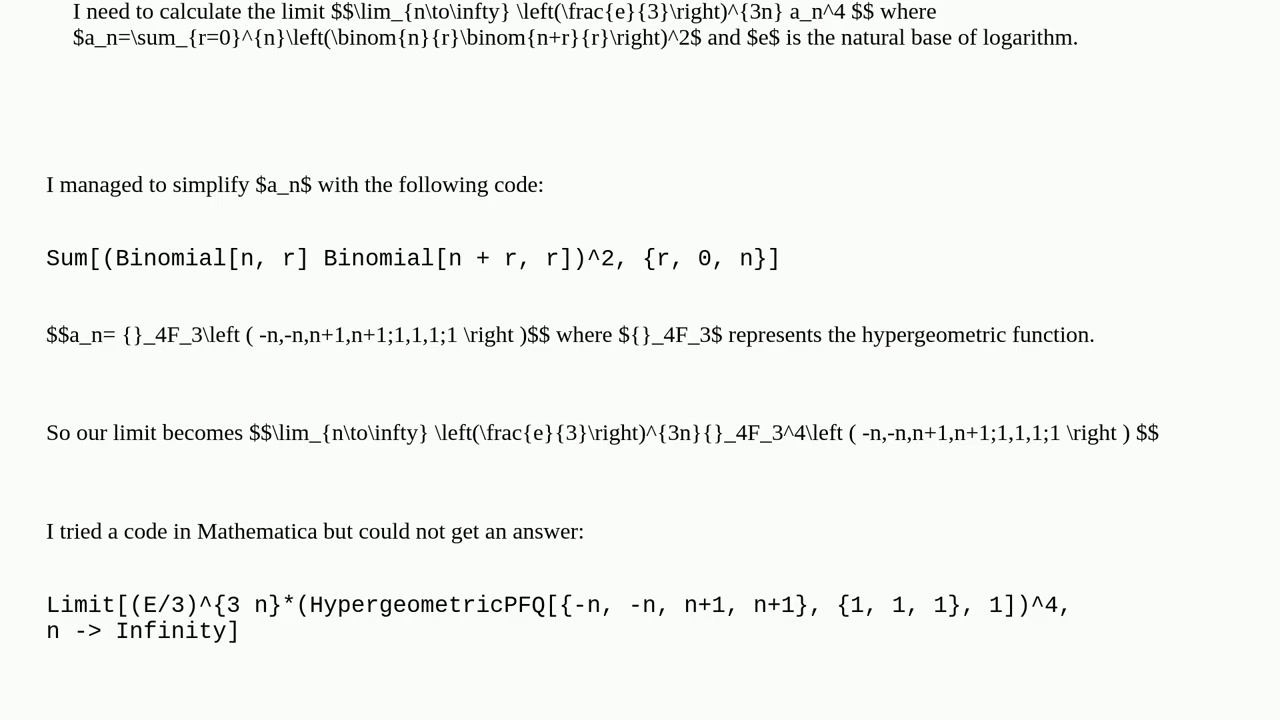 I need to calculate the limit $$\lim_{n\to\infty} \left(\frac{e}{3}\right)^{3n} a_n^4 $$ where
$a_n=\sum_{r=0}^{n}\left(\binom{n}{r}\binom{n+r}{r}\right)^2$ and $e$ is the natural base of logarithm.
I managed to simplify $a_n$ with the following code:
Sum[(Binomial[n, r] Binomial[n + r, r])^2, {r, 0, n}]
$$a_n= {}_4F_3\left ( -n,-n,n+1,n+1;1,1,1;1 \right )$$ where ${}_4F_3$ represents the hypergeometric function.
So our limit becomes $$\lim_{n\to\infty} \left(\frac{e}{3}\right)^{3n}{}_4F_3^4\left ( -n,-n,n+1,n+1;1,1,1;1 \right ) $$
I tried a code in Mathematica but could not get an answer:
Limit[(E/3)^{3 n}*(HypergeometricPFQ[{-n, -n, n+1, n+1}, {1, 1, 1}, 1])^4,
n -> Infinity]